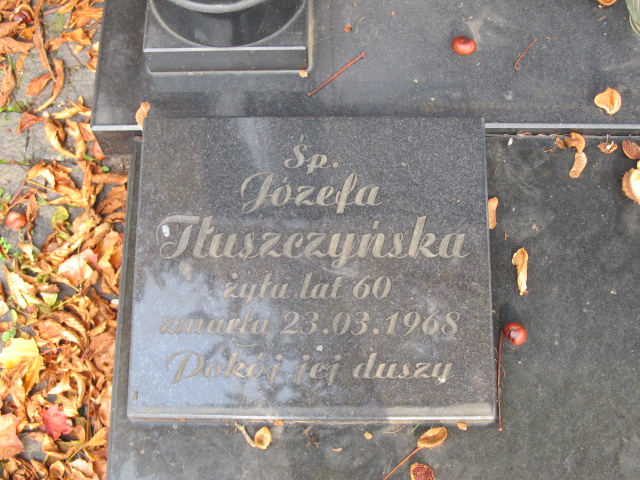 Śp.
Józefa
Tłuszczyńska
żyła lat 60
zmarła 23.03.1968
Pokój jej duszy